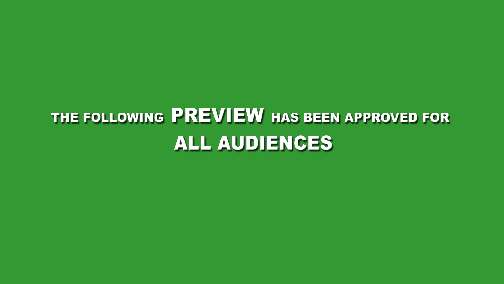 THE FOLLOWING PREVIEW HAS BEEN APPROVED FOR
ALL AUDIENCES